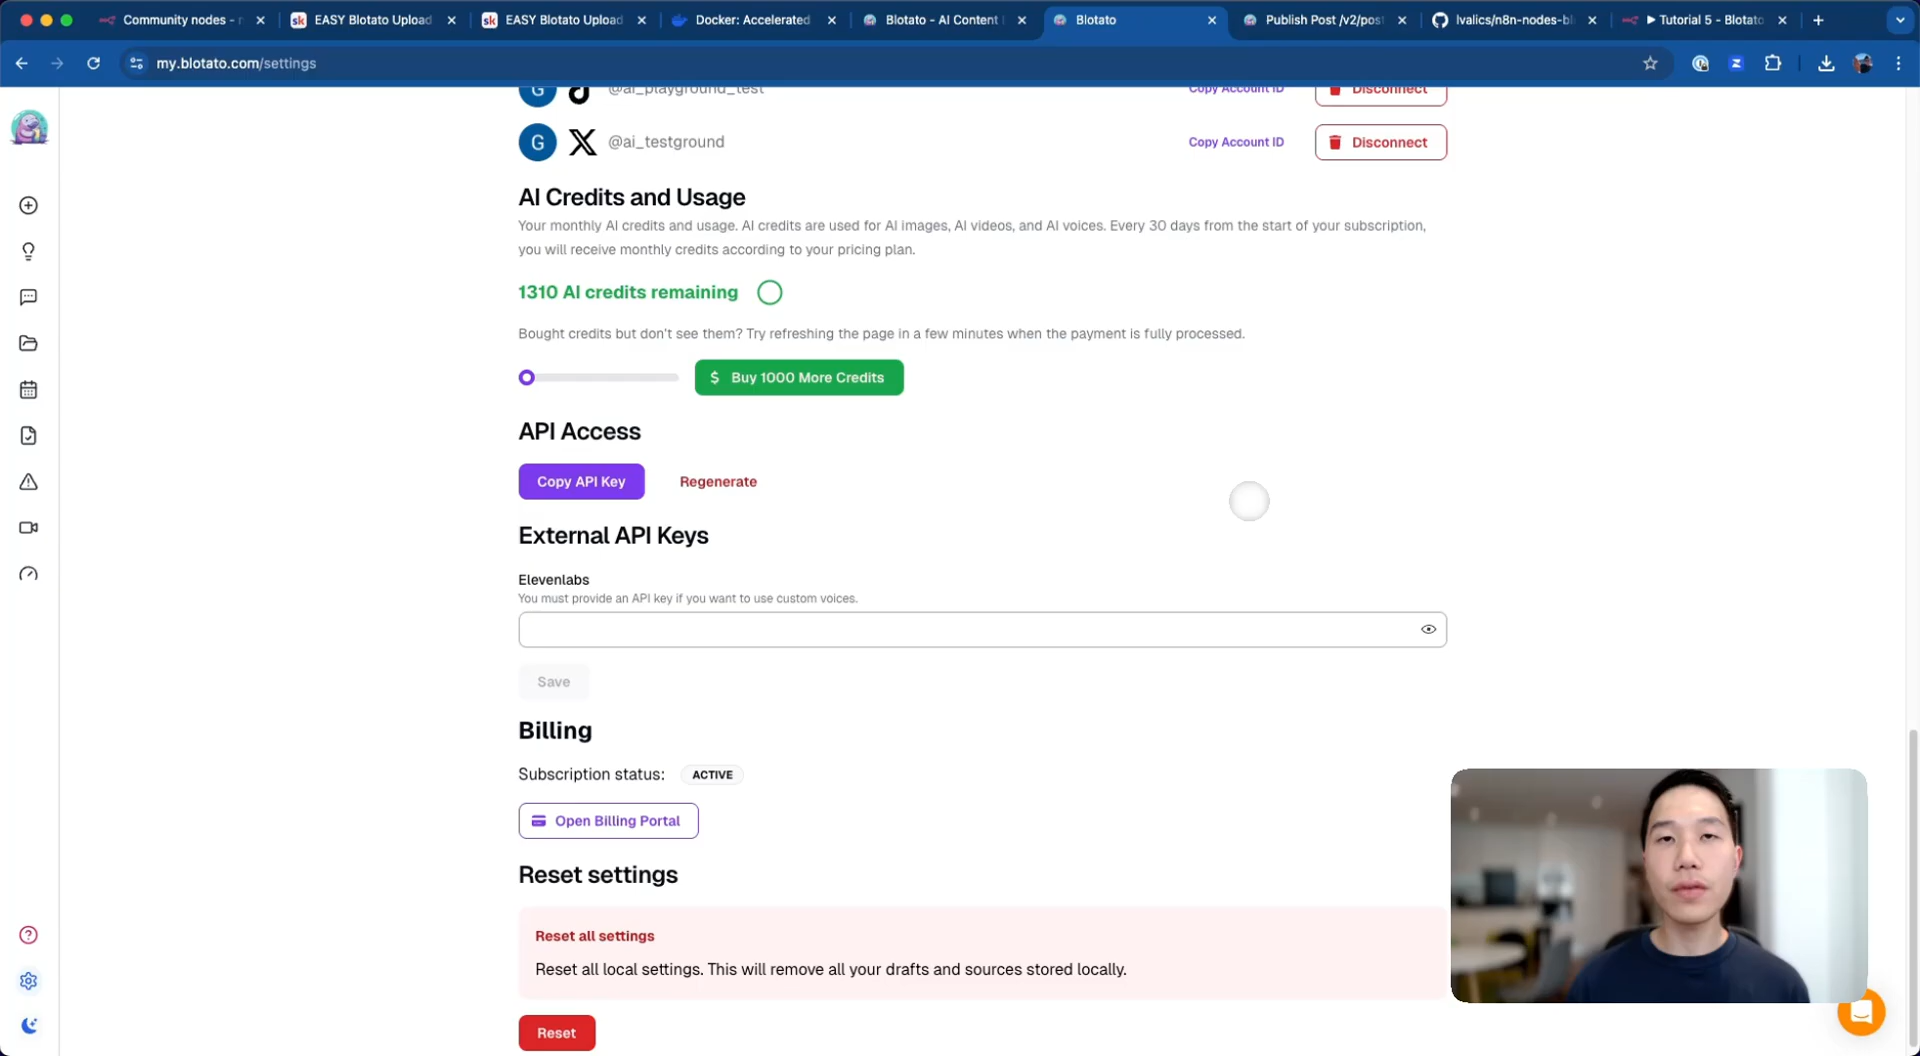 Community nodes - n
EASY Blotato Upload
EASY Blotato Upload
Docker: Accelerated
Blotato - AI Content
Blotato
Publish Post /v2/post
lvalics/n8n-nodes-bl
Tutorial 5 - Blotato
my.blotato.com/settings
G @ai_playground_test Copy Account ID Disconnect
G @ai_testground Copy Account ID Disconnect
AI Credits and Usage
Your monthly AI credits and usage. AI credits are used for AI images, AI videos, and AI voices. Every 30 days from the start of your subscription,
you will receive monthly credits according to your pricing plan.
1310 AI credits remaining
Bought credits but don't see them? Try refreshing the page in a few minutes when the payment is fully processed.
$ Buy 1000 More Credits
API Access
Copy API Key Regenerate
External API Keys
Elevenlabs
You must provide an API key if you want to use custom voices.
Save
Billing
Subscription status: ACTIVE
Open Billing Portal
Reset settings
Reset all settings
Reset all local settings. This will remove all your drafts and sources stored locally.
Reset